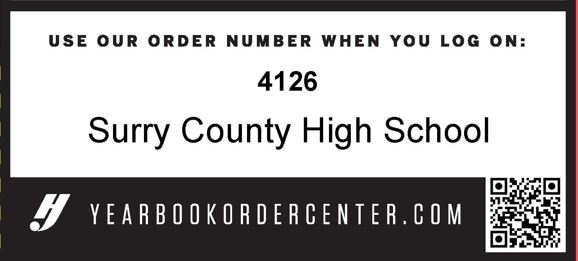 USE OUR ORDER NUMBER WHEN YOU LOG ON:
4126
Surry County High School
YEARBOOKORDERCENTER.COM